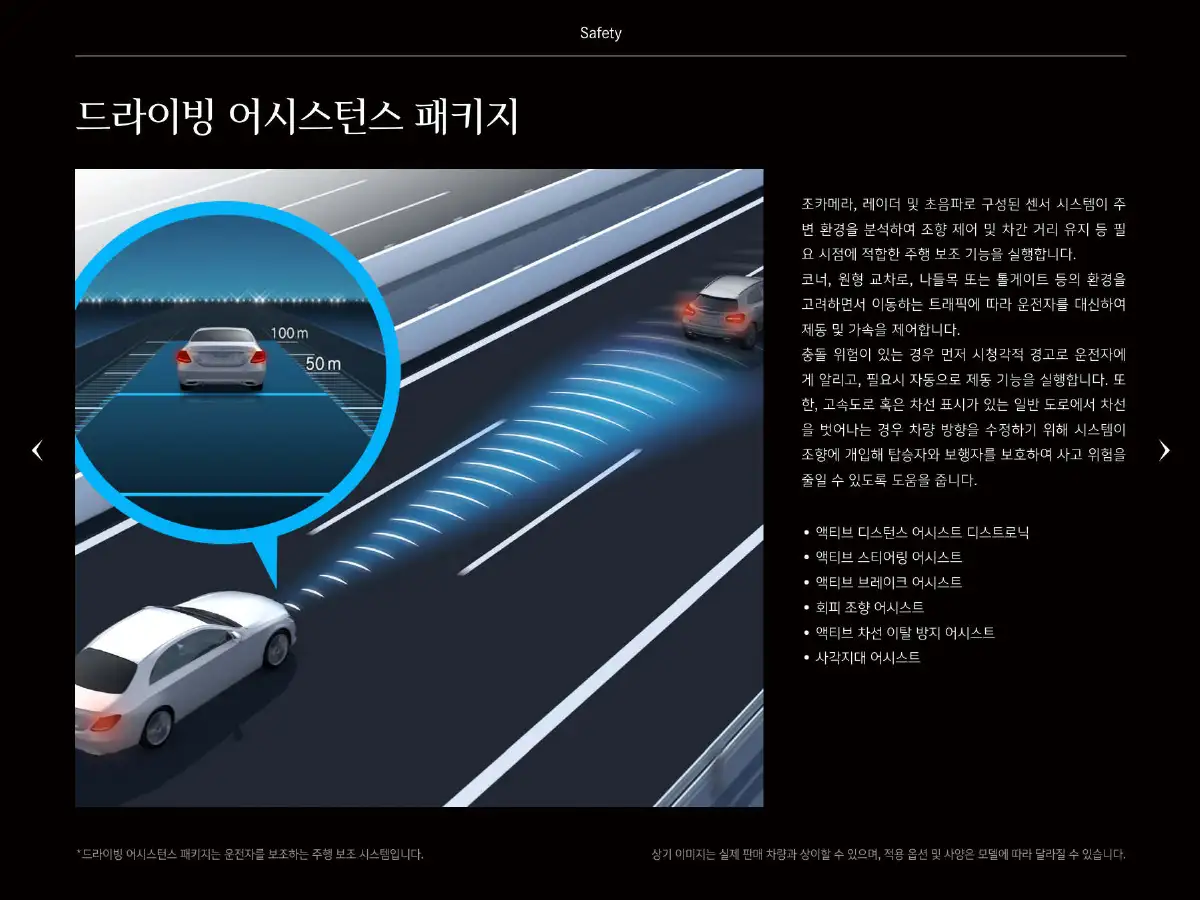 Safety
드라이빙 어시스턴스 패키지
100 m
50 m
조카메라, 레이더 및 초음파로 구성된 센서 시스템이 주
변 환경을 분석하여 조향 제어 및 차간 거리 유지 등 필
요 시점에 적합한 주행 보조 기능을 실행합니다.
코너, 원형 교차로, 나들목 또는 톨게이트 등의 환경을
고려하면서 이동하는 트래픽에 따라 운전자를 대신하여
제동 및 가속을 제어합니다.
충돌 위험이 있는 경우 먼저 시청각적 경고로 운전자에
게 알리고, 필요시 자동으로 제동 기능을 실행합니다. 또
한, 고속도로 혹은 차선 표시가 있는 일반 도로에서 차선
을 벗어나는 경우 차량 방향을 수정하기 위해 시스템이
조향에 개입해 탑승자와 보행자를 보호하여 사고 위험을
줄일 수 있도록 도움을 줍니다.
• 액티브 디스턴스 어시스트 디스트로닉
• 액티브 스티어링 어시스트
• 액티브 브레이크 어시스트
• 회피 조향 어시스트
• 액티브 차선 이탈 방지 어시스트
• 사각지대 어시스트
*드라이빙 어시스턴스 패키지는 운전자를 보조하는 주행 보조 시스템입니다.
상기 이미지는 실제 판매 차량과 상이할 수 있으며, 적용 옵션 및 사양은 모델에 따라 달라질 수 있습니다.